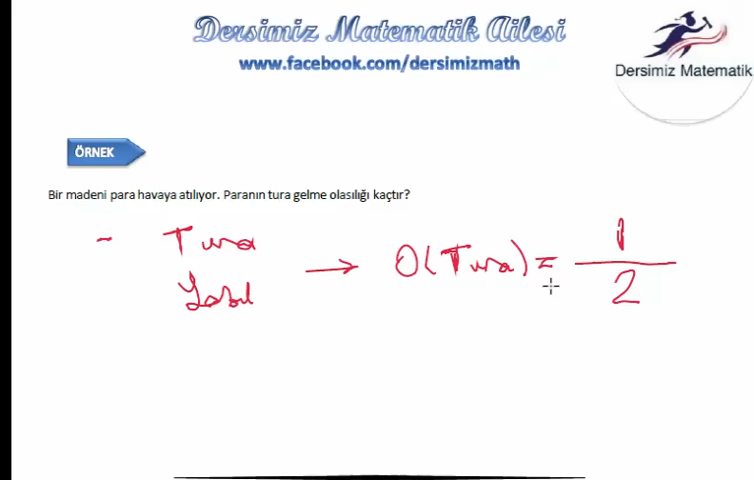 Dersimiz Matematik Ailesi
www.facebook.com/dersimizmath
Dersimiz Matematik
ÖRNEK
Bir madeni para havaya atılıyor. Paranın tura gelme olasılığı kaçtır?
- Tura → O(Tura) = 1/2
Yazı